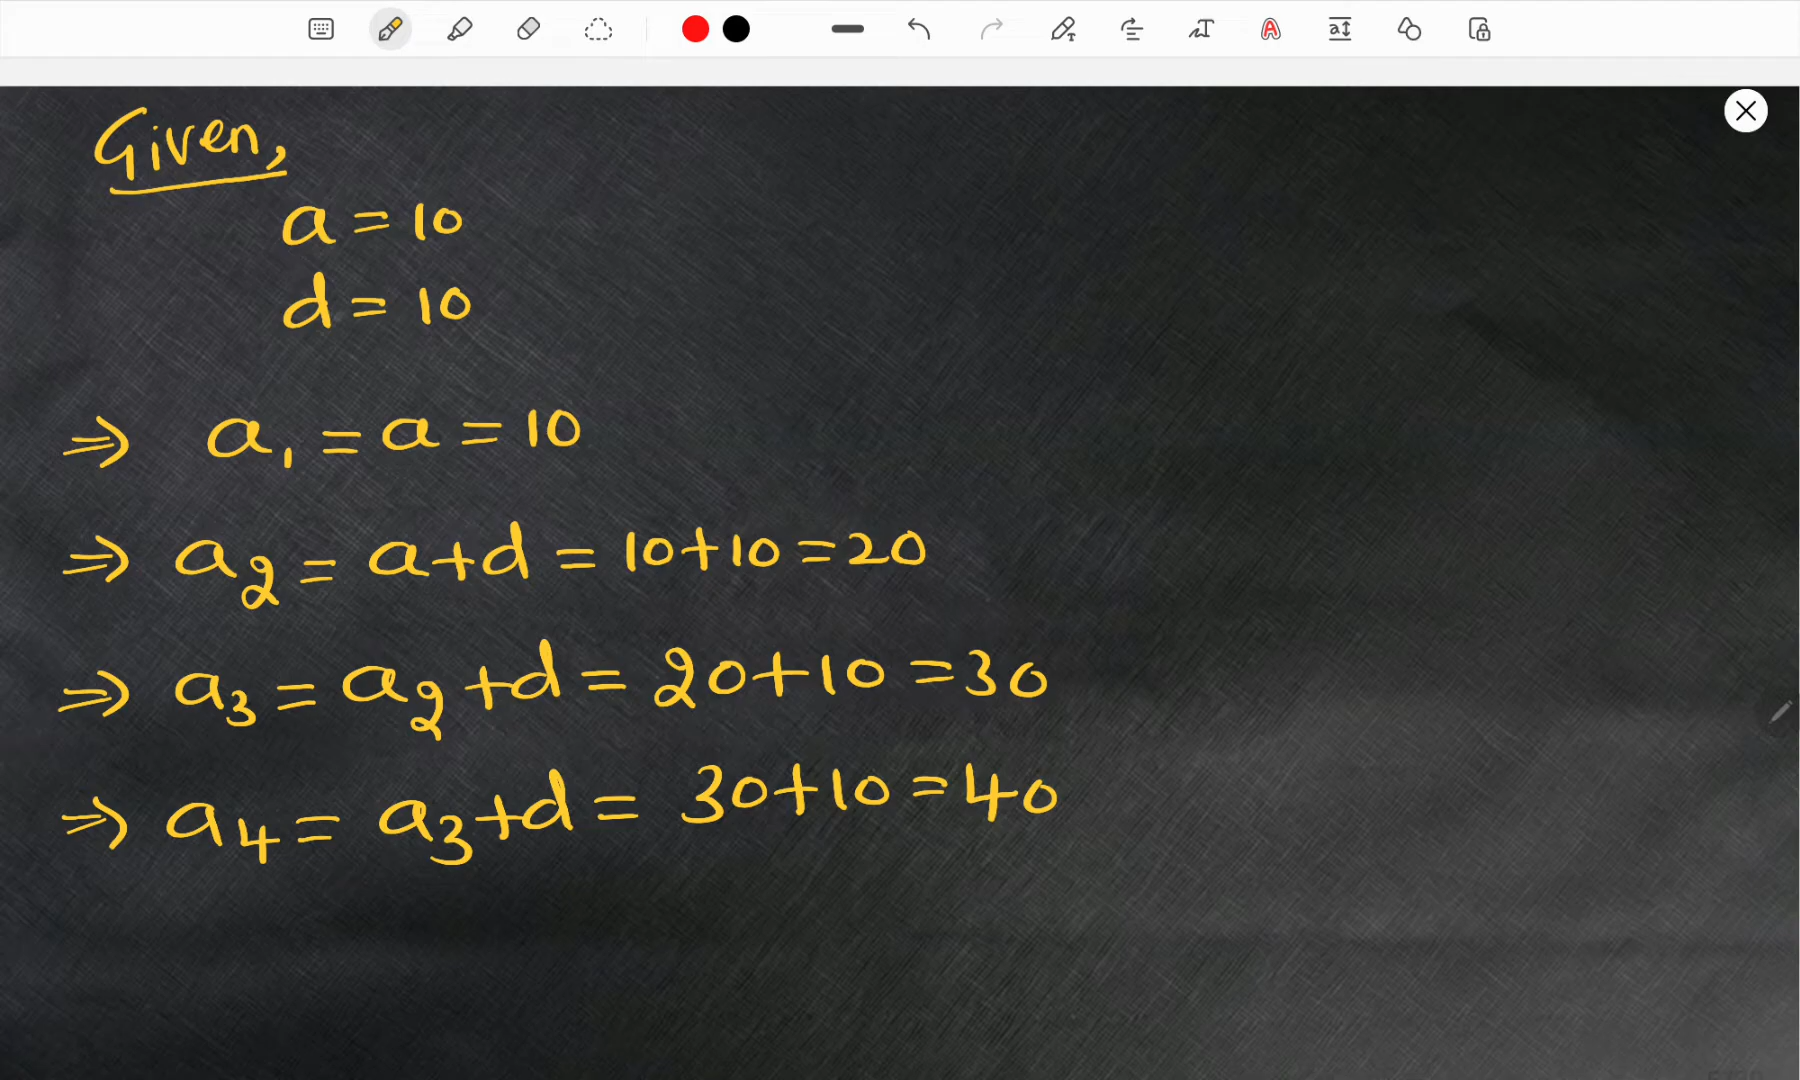 Given,
a = 10
d = 10
⇒ a₁ = a = 10
⇒ a₂ = a+d = 10+10 = 20
⇒ a₃ = a₂+d = 20+10 = 30
⇒ a₄ = a₃+d = 30+10 = 40